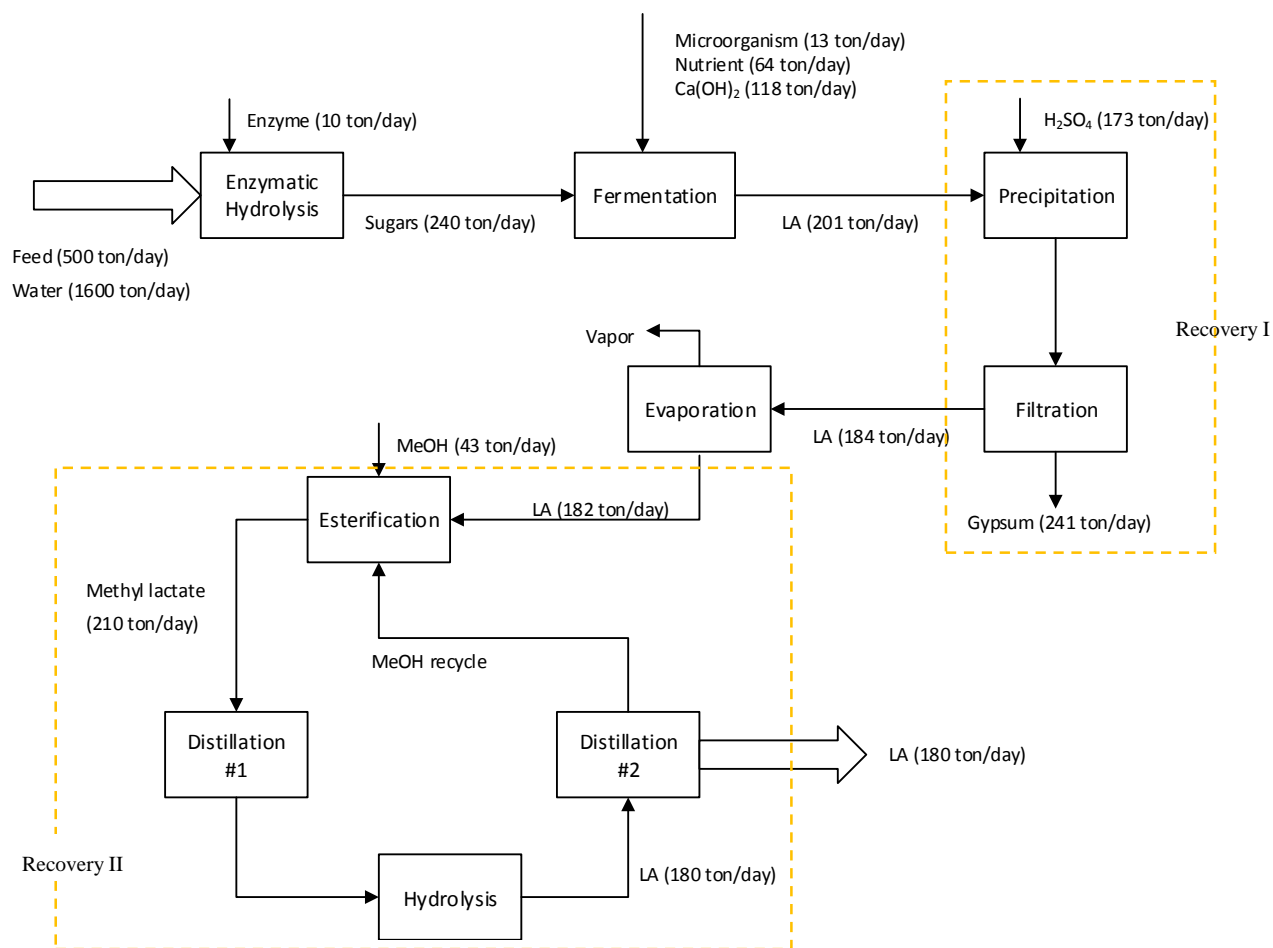 Microorganism (13 ton/day)
Nutrient (64 ton/day)
Ca(OH)₂ (118 ton/day)
Enzyme (10 ton/day)
H₂SO₄ (173 ton/day)
Enzymatic
Hydrolysis
Fermentation
Precipitation
Sugars (240 ton/day)
LA (201 ton/day)
Feed (500 ton/day)
Water (1600 ton/day)
Recovery I
Vapor
Evaporation
Filtration
LA (184 ton/day)
MeOH (43 ton/day)
Esterification
LA (182 ton/day)
Gypsum (241 ton/day)
Methyl lactate
(210 ton/day)
MeOH recycle
Distillation
#1
Distillation
#2
LA (180 ton/day)
Recovery II
Hydrolysis
LA (180 ton/day)